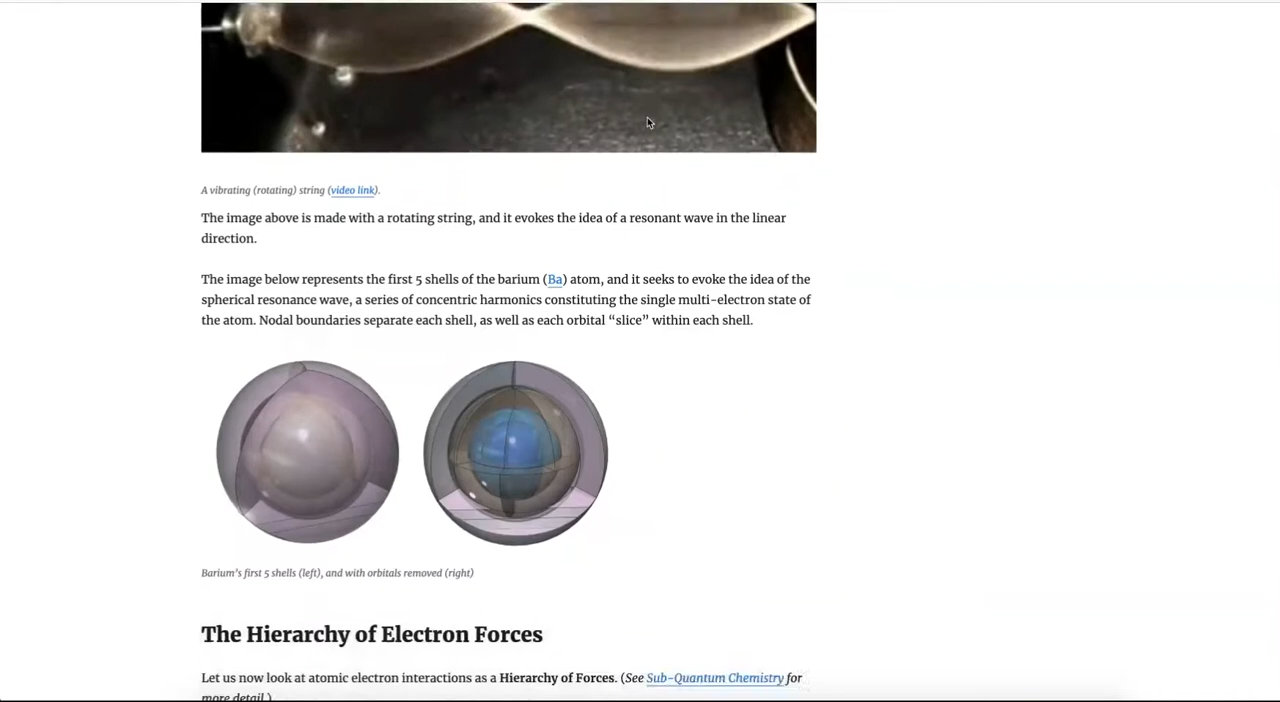 A vibrating (rotating) string (video link).
The image above is made with a rotating string, and it evokes the idea of a resonant wave in the linear
direction.
The image below represents the first 5 shells of the barium (Ba) atom, and it seeks to evoke the idea of the
spherical resonance wave, a series of concentric harmonics constituting the single multi-electron state of
the atom. Nodal boundaries separate each shell, as well as each orbital “slice” within each shell.
Barium’s first 5 shells (left), and with orbitals removed (right)
The Hierarchy of Electron Forces
Let us now look at atomic electron interactions as a Hierarchy of Forces. (See Sub-Quantum Chemistry for
more detail.)